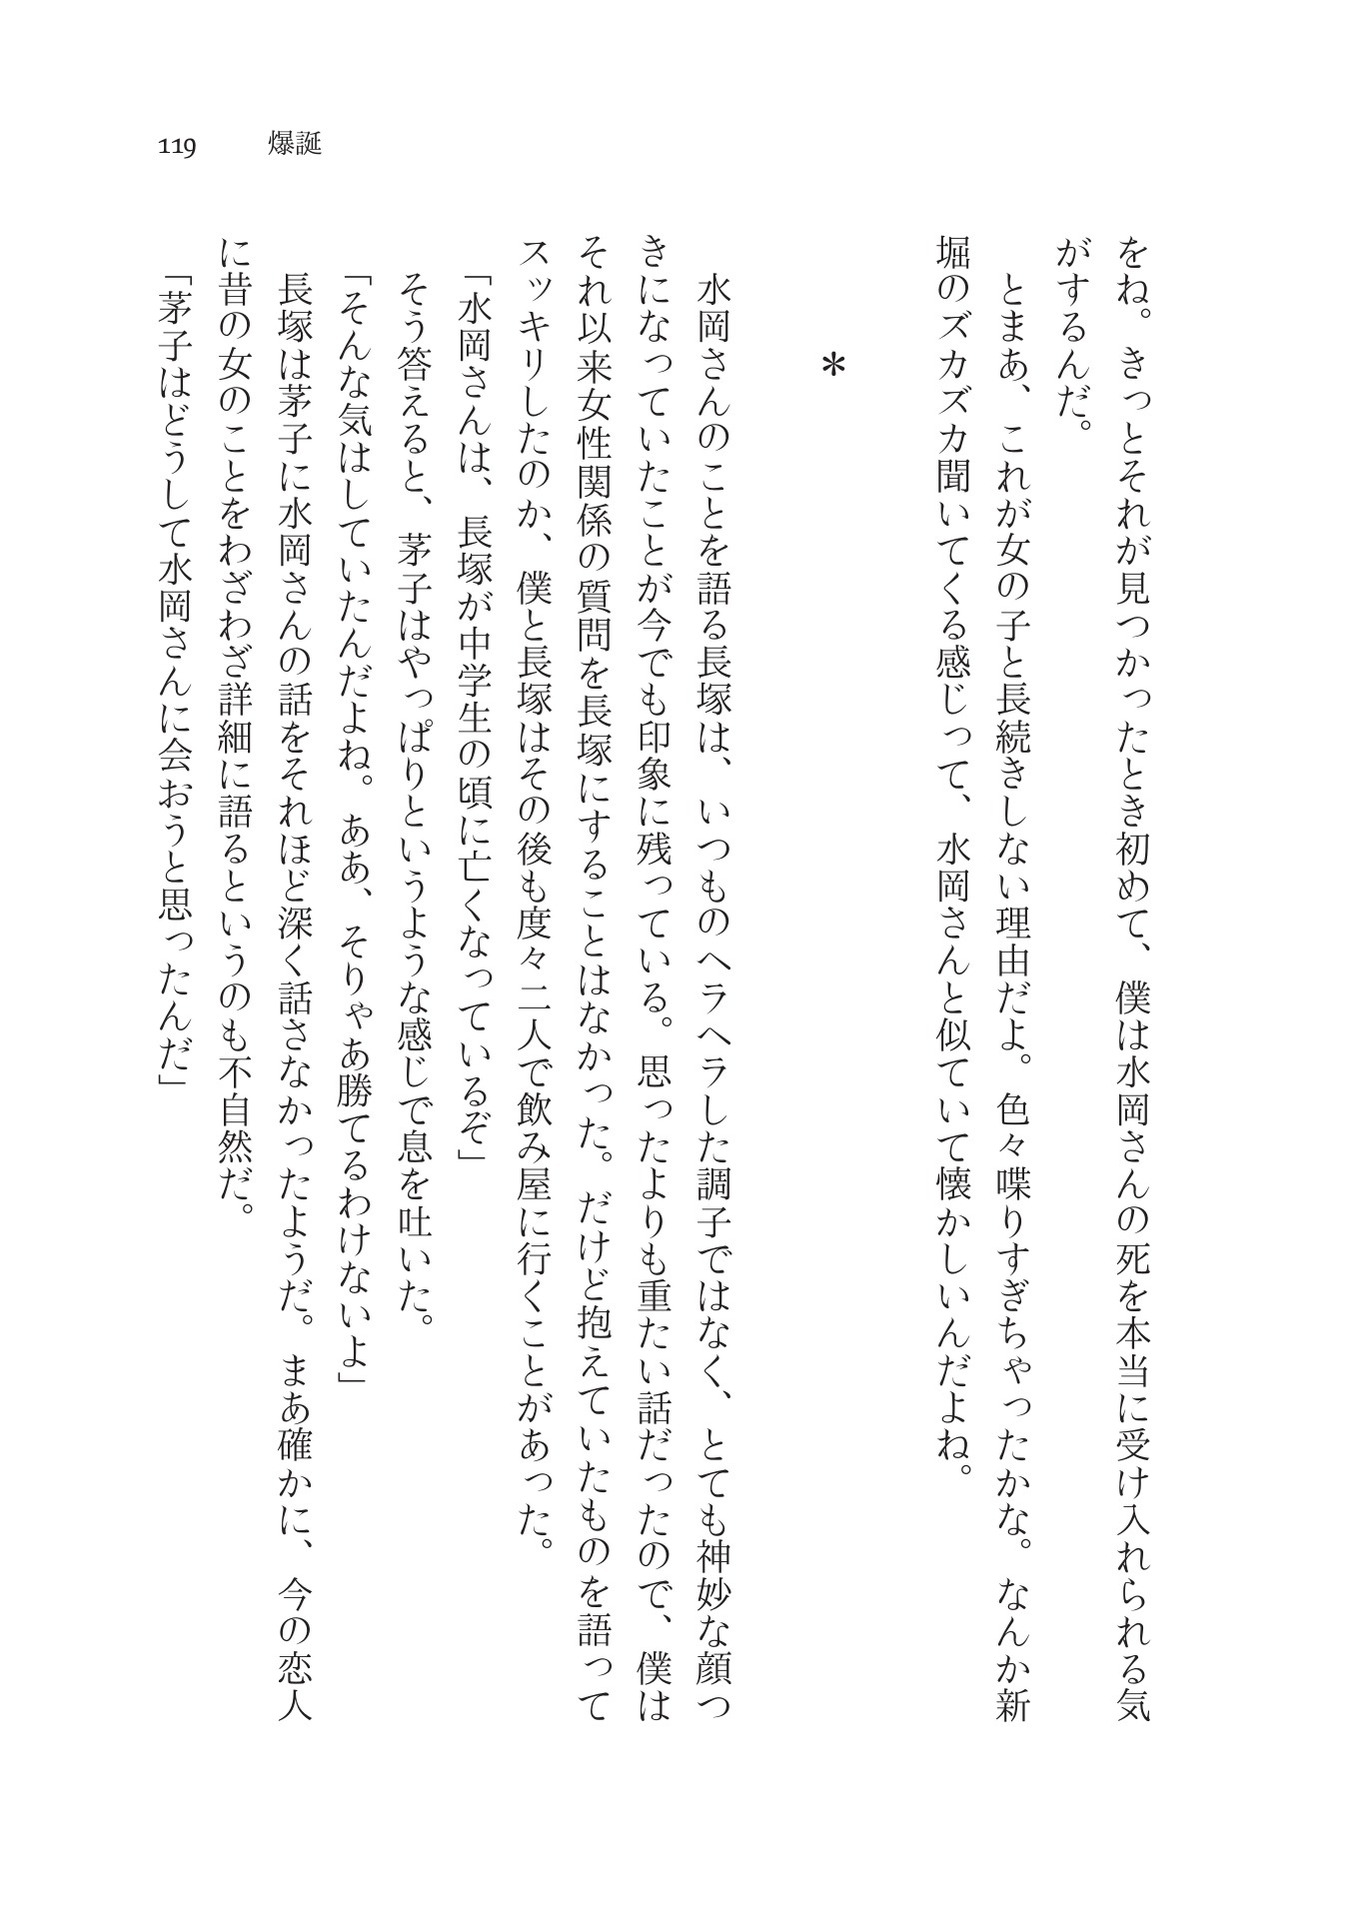 119 爆誕
をね。きっとそれが見つかったとき初めて、僕は水岡さんの死を本当に受け入れられる気
がするんだ。
とまあ、これが女の子と長続きしない理由だよ。色々喋りすぎちゃったかな。なんか新
堀のズカズカ聞いてくる感じって、水岡さんと似ていて懐かしいんだよね。
＊
水岡さんのことを語る長塚は、いつものヘラヘラした調子ではなく、とても神妙な顔つ
きになっていたことが今でも印象に残っている。思ったよりも重たい話だったので、僕は
それ以来女性関係の質問を長塚にすることはなかった。だけど抱えていたものを語って
スッキリしたのか、僕と長塚はその後も度々二人で飲み屋に行くことがあった。
「水岡さんは、長塚が中学生の頃に亡くなっているぞ」
そう答えると、茅子はやっぱりというような感じで息を吐いた。
「そんな気はしていたんだよね。ああ、そりゃあ勝てるわけないよ」
長塚は茅子に水岡さんの話をそれほど深く話さなかったようだ。まあ確かに、今の恋人
に昔の女のことをわざわざ詳細に語るというのも不自然だ。
「茅子はどうして水岡さんに会おうと思ったんだ」